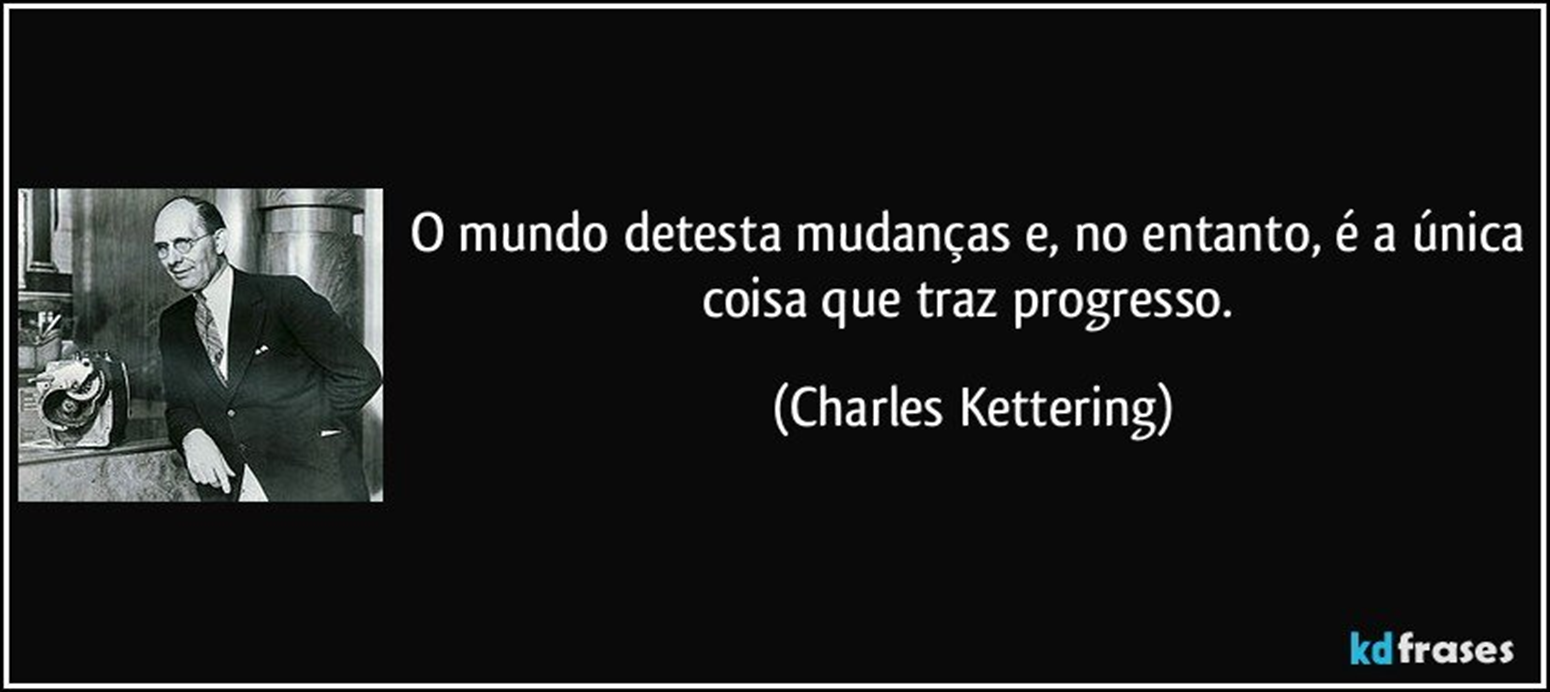 O mundo detesta mudanças e, no entanto, é a única
coisa que traz progresso.
(Charles Kettering)
kdfrases